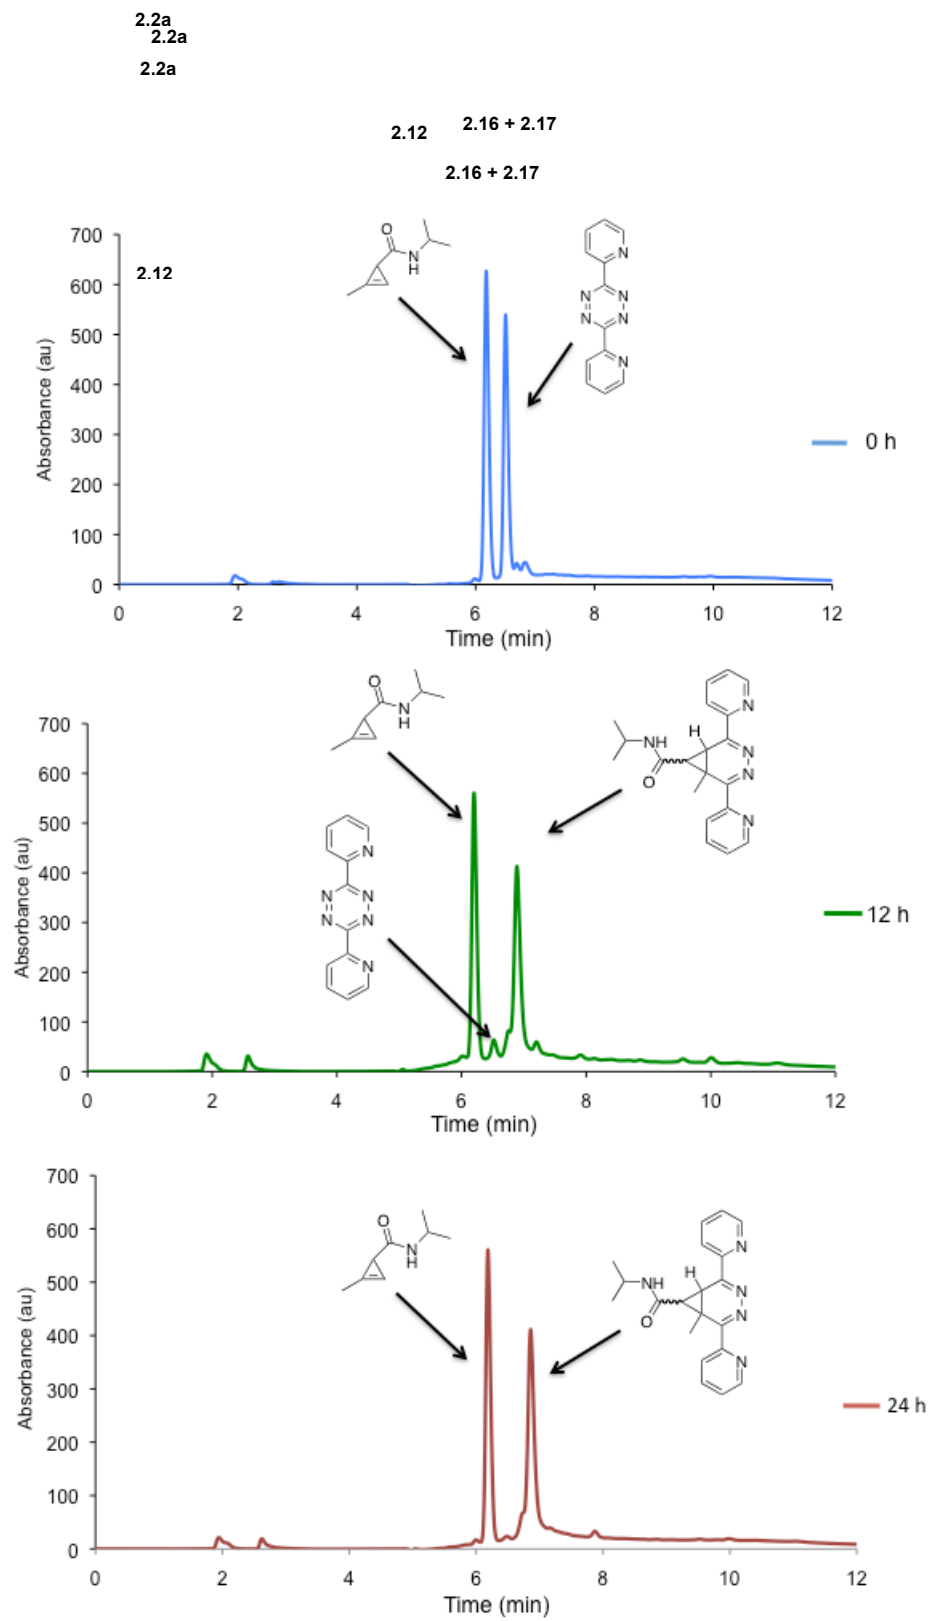 2.2a
2.2a
2.2a
2.12
2.16 + 2.17
2.16 + 2.17
2.12
700
600
500
400
300
200
100
0
Absorbance (au)
0 2 4 6 8 10 12
Time (min)
O
N
H
N
N N
N N
N
0 h
700
600
500
400
300
200
100
0
Absorbance (au)
0 2 4 6 8 10 12
Time (min)
O
N
H
N
N N
N N
N
N
H
NH
N
O
N
N
12 h
700
600
500
400
300
200
100
0
Absorbance (au)
0 2 4 6 8 10 12
Time (min)
O
N
H
N
H
NH
N
O
N
N
24 h